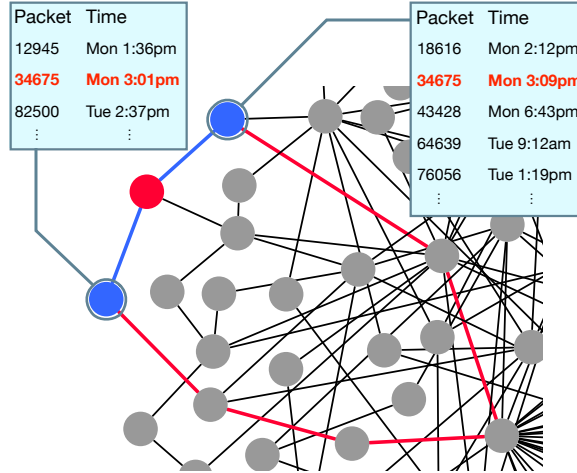 Packet Time
12945 Mon 1:36pm
34675 Mon 3:01pm
82500 Tue 2:37pm
⋮ ⋮
Packet Time
18616 Mon 2:12pm
34675 Mon 3:09pm
43428 Mon 6:43pm
64639 Tue 9:12am
76056 Tue 1:19pm
⋮ ⋮